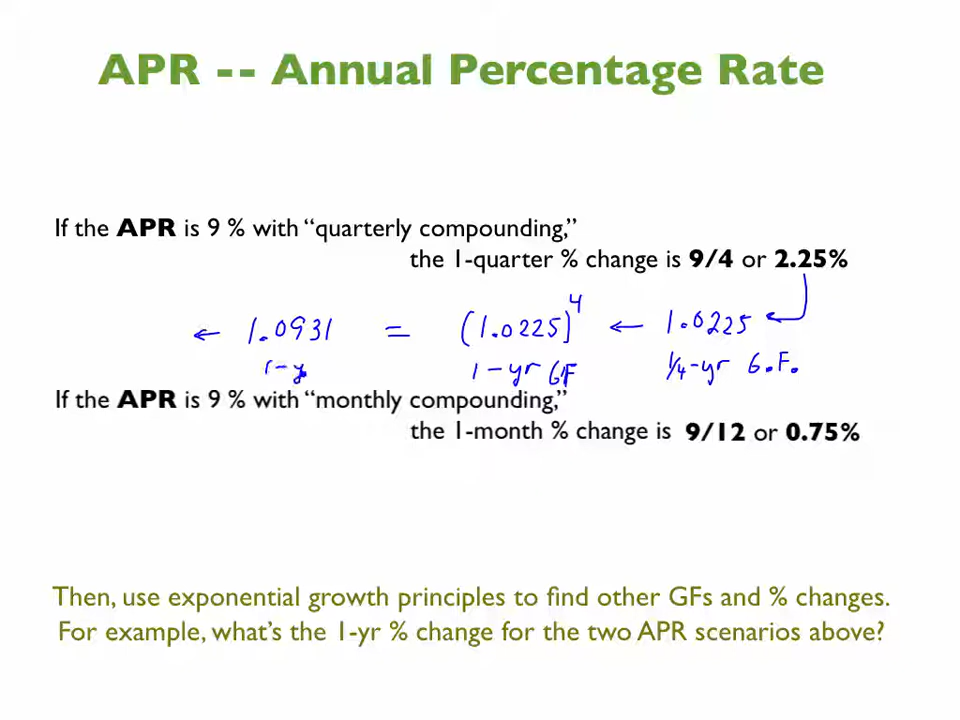 APR -- Annual Percentage Rate
If the APR is 9 % with “quarterly compounding,”
the 1-quarter % change is 9/4 or 2.25%
← 1.0931 = (1.0225)^4 ← 1.0225
1-y 1-yr GF 1/4-yr G.F.
If the APR is 9 % with “monthly compounding,”
the 1-month % change is 9/12 or 0.75%
Then, use exponential growth principles to find other GFs and % changes.
For example, what’s the 1-yr % change for the two APR scenarios above?